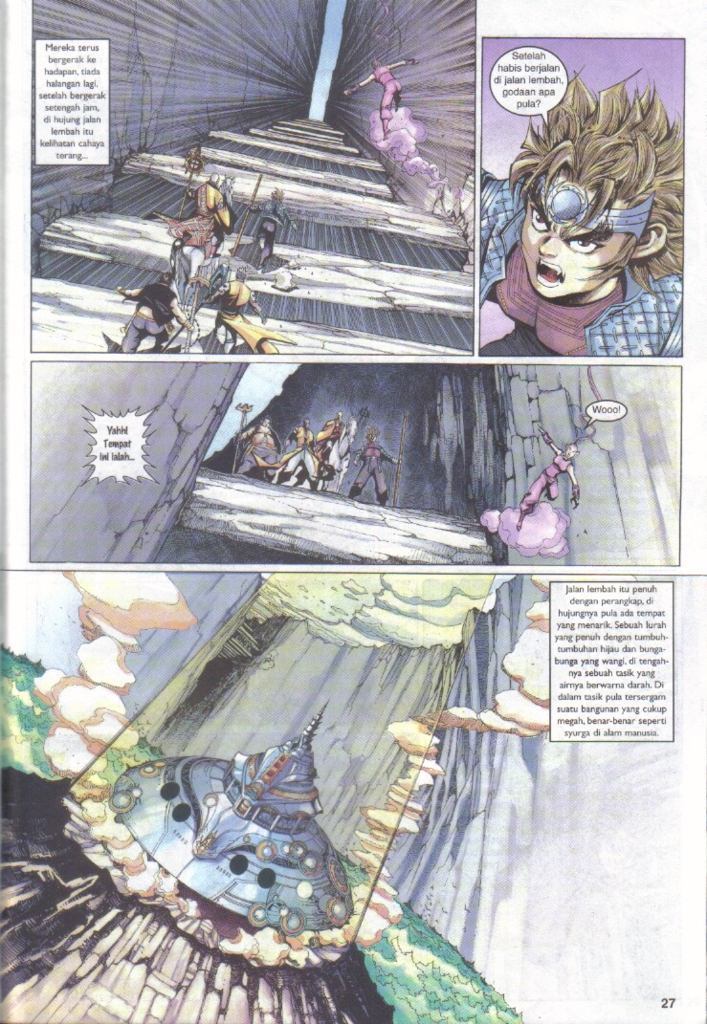 Mereka terus
bergerak ke
hadapan, tiada
halangan lagi,
setelah bergerak
setengah jam,
di hujung jalan
lembah itu
kelihatan cahaya
terang...
Setelah
habis berjalan
di jalan lembah,
godaan apa
pula?
Yahh!
Tempat
ini ialah...
Wooo!
Jalan lembah itu penuh
dengan perangkap, di
hujungnya pula ada tempat
yang menarik. Sebuah lurah
yang penuh dengan tumbuh-
tumbuhan hijau dan bunga-
bunga yang wangi, di tengah-
nya sebuah tasik yang
airnya berwarna darah. Di
dalam tasik pula tersergam
suatu bangunan yang cukup
megah, benar-benar seperti
syurga di alam manusia.
27